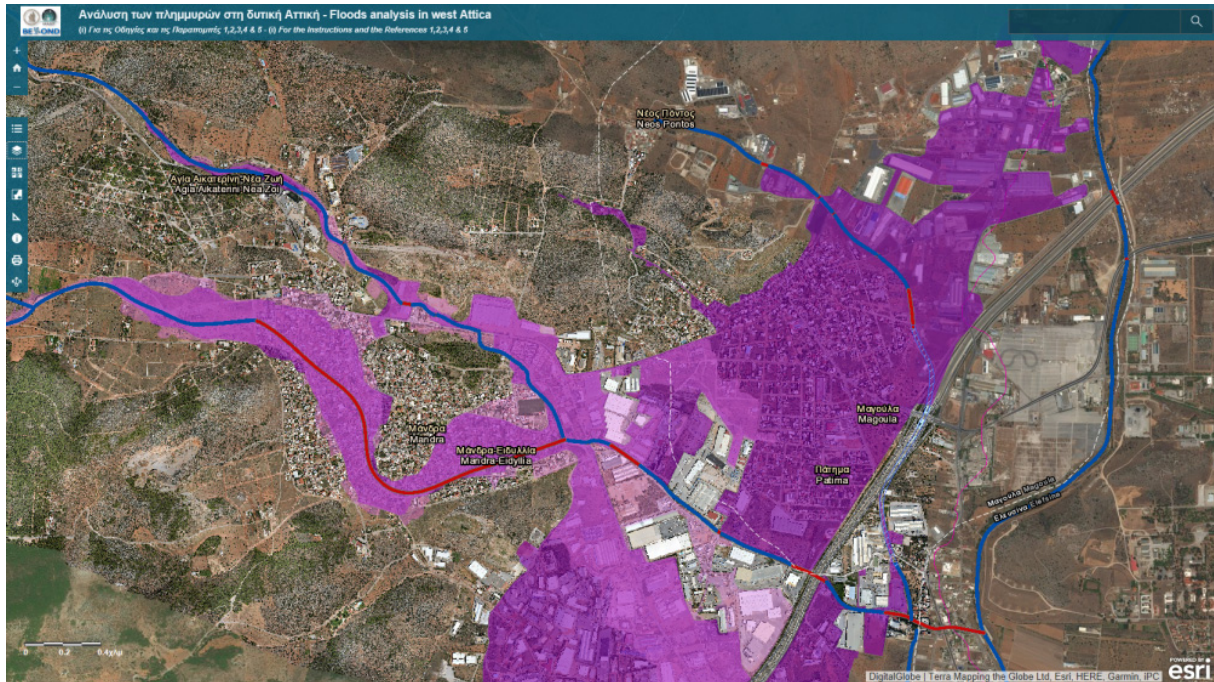 Ανάλυση των πλημμυρών στη δυτική Αττική - Floods analysis in west Attica
(i) Για τις Οδηγίες και τις Παραπομπές 1,2,3,4 & 5 - (i) For the Instructions and the References 1,2,3,4 & 5
BEYOND
Νέος Πόντος
Neos Pontos
Αγία Αικατερίνη-Νέα Ζωή
Agia Aikaterini-Nea Zoi
Μάνδρα
Mandra
Μάνδρα-Ειδυλλία
Mandra-Eidyllia
Μαγούλα
Magoula
Πάτημα
Patima
Μαγούλα Magoula
Ελευσίνα Elefsina
0 0.2 0.4χλμ
POWERED BY
esri
DigitalGlobe | Terra Mapping the Globe Ltd, Esri, HERE, Garmin, iPC